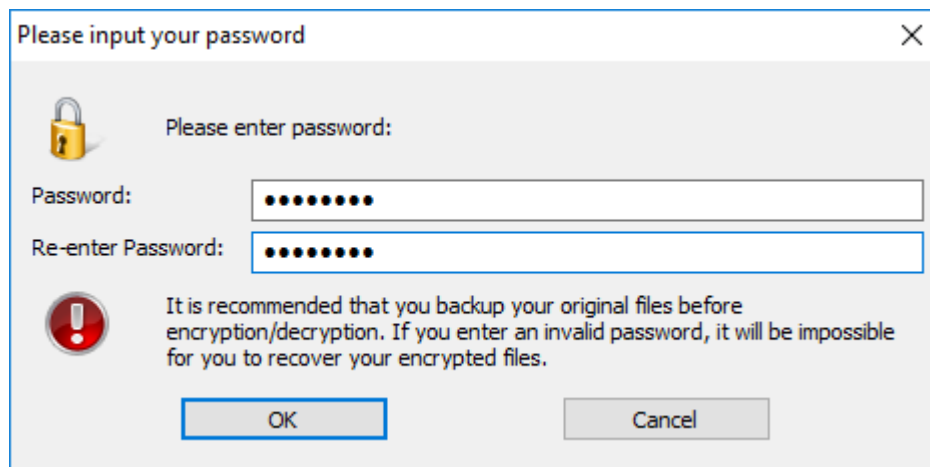 Please input your password
Please enter password:
Password: ●●●●●●●●
Re-enter Password: ●●●●●●●●
It is recommended that you backup your original files before
encryption/decryption. If you enter an invalid password, it will be impossible
for you to recover your encrypted files.
OK Cancel